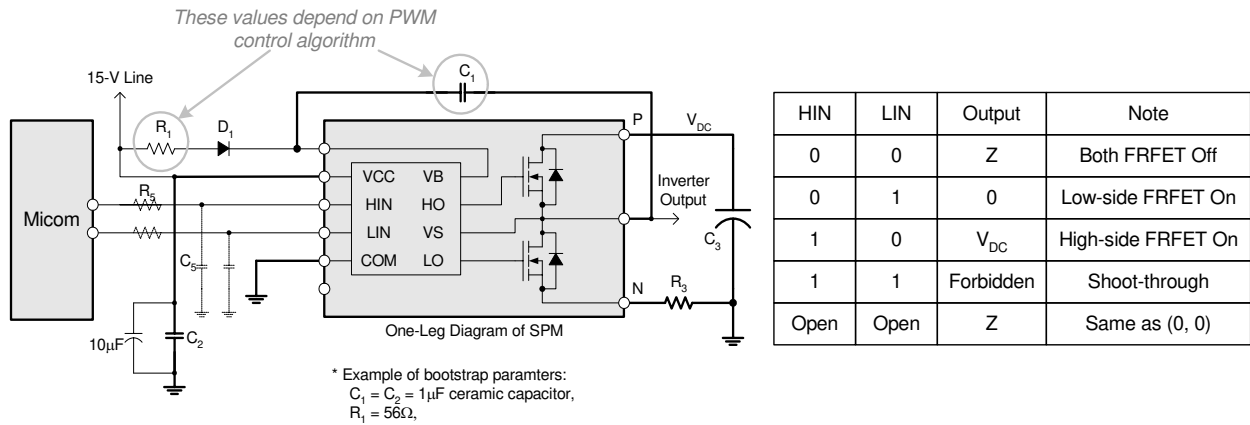 These values depend on PWM
control algorithm
C₁
15-V Line
R₁
D₁
P
V_DC
VCC
VB
R₅
Micom
HIN
HO
Inverter
Output
LIN
VS
C₃
C₅
COM
LO
N
R₃
One-Leg Diagram of SPM
10μF
C₂
* Example of bootstrap paramters:
C₁ = C₂ = 1μF ceramic capacitor,
R₁ = 56Ω,
HIN LIN Output Note
0 0 Z Both FRFET Off
0 1 0 Low-side FRFET On
1 0 V_DC High-side FRFET On
1 1 Forbidden Shoot-through
Open Open Z Same as (0, 0)